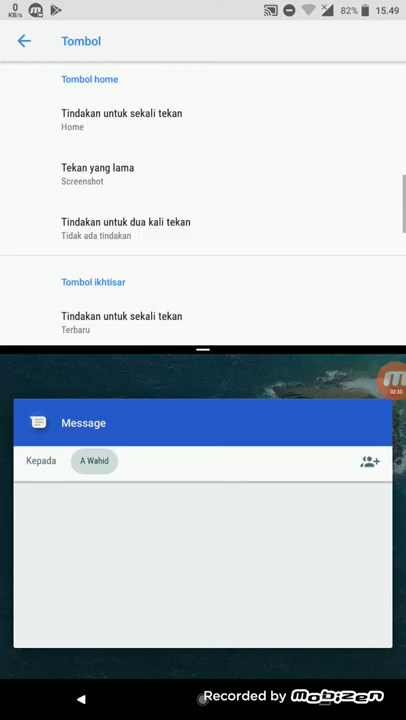 0
KB/s
82%
15.49
Tombol
Tombol home
Tindakan untuk sekali tekan
Home
Tekan yang lama
Screenshot
Tindakan untuk dua kali tekan
Tidak ada tindakan
Tombol ikhtisar
Tindakan untuk sekali tekan
Terbaru
03:33
Message
Kepada
A Wahid
Recorded by mobizen